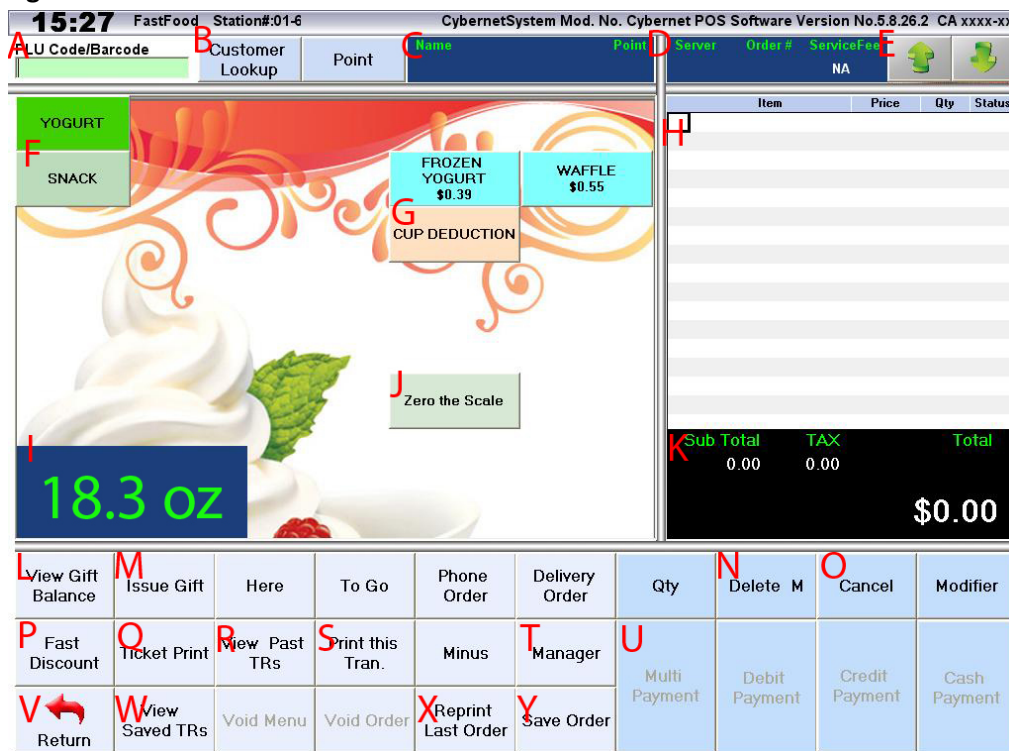 15:27 FastFood Station#:01-6 CybernetSystem Mod. No. Cybernet POS Software Version No.5.8.26.2 CA xxxx-xx
A PLU Code/Barcode
B Customer
Lookup
Point
C Name Point
D Server Order # ServiceFee
NA
E
Item Price Qty Status
H
YOGURT
F
SNACK
FROZEN
YOGURT
$0.39
WAFFLE
$0.55
G
CUP DEDUCTION
J
Zero the Scale
I
18.3 oz
K Sub Total TAX Total
0.00 0.00
$0.00
L View Gift
Balance
M Issue Gift
Here
To Go
Phone
Order
Delivery
Order
Qty
N Delete M
O Cancel
Modifier
P Fast
Discount
Q Ticket Print
R View Past
TRs
S Print this
Tran.
Minus
T Manager
U
Multi
Payment
Debit
Payment
Credit
Payment
Cash
Payment
V
Return
W View
Saved TRs
Void Menu
Void Order
X Reprint
Last Order
Y Save Order